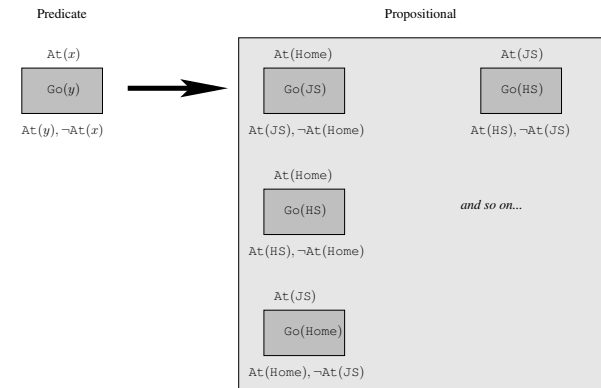 Predicate
Propositional
At(x)
Go(y)
At(y), ¬At(x)
At(Home)
Go(JS)
At(JS), ¬At(Home)
At(JS)
Go(HS)
At(HS), ¬At(JS)
At(Home)
Go(HS)
At(HS), ¬At(Home)
and so on...
At(JS)
Go(Home)
At(Home), ¬At(JS)